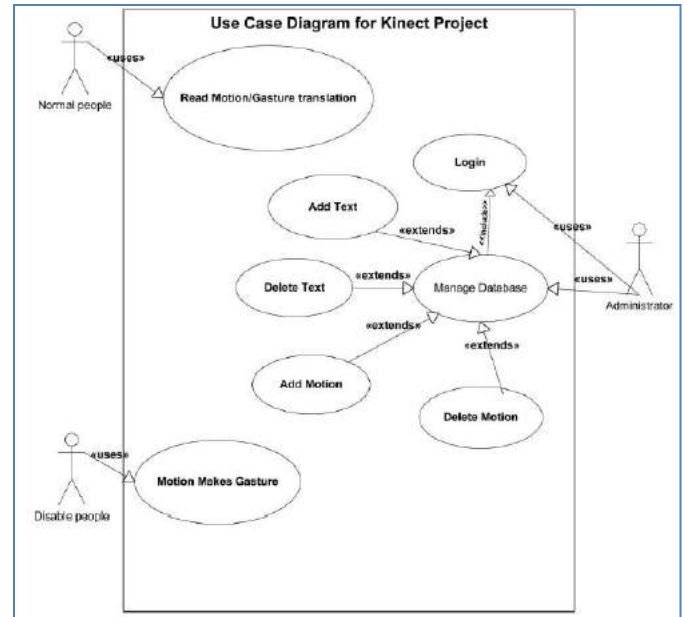 Use Case Diagram for Kinect Project
«uses»
Normal people
Read Motion/Gasture translation
Login
Add Text
«extends»
«include»
«uses»
Delete Text
«extends»
Manage Database
«uses»
Administrator
«extends»
«extends»
Add Motion
Delete Motion
«uses»
Motion Makes Gasture
Disable people